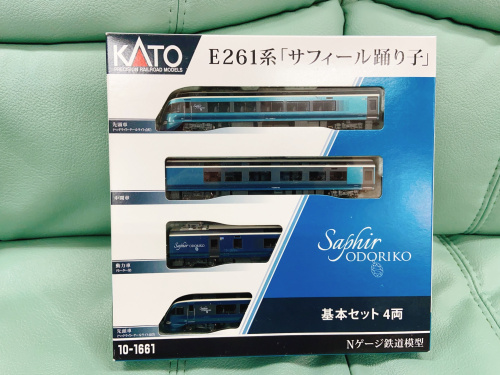 KATO
PRECISION RAILROAD MODELS
E261系「サフィール踊り子」
先頭車
中間車
動力車
Saphir
ODORIKO
Saphir
ODORIKO
先頭車
基本セット 4両
10-1661
Nゲージ鉄道模型